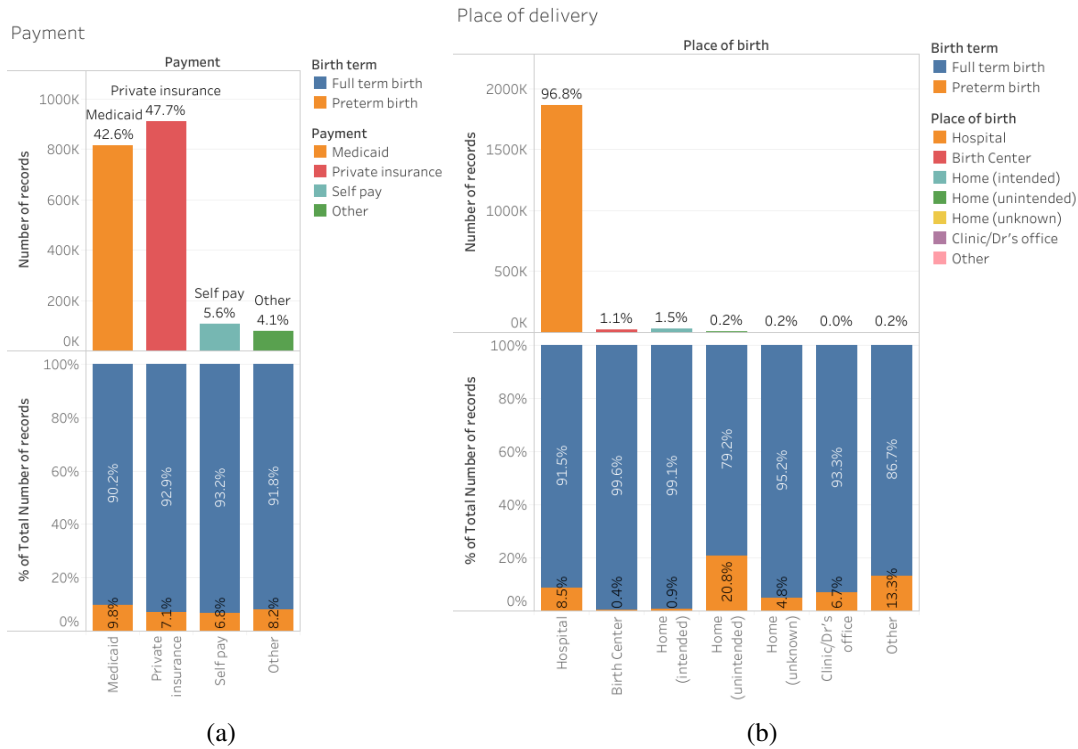 Payment
Payment
Number of records
1000K
800K
600K
400K
200K
0K
Medicaid
42.6%
Private insurance
47.7%
Self pay
5.6%
Other
4.1%
% of Total Number of records
100%
80%
60%
40%
20%
0%
90.2%
92.9%
93.2%
91.8%
9.8%
7.1%
6.8%
8.2%
Medicaid
Private
insurance
Self pay
Other
Birth term
Full term birth
Preterm birth
Payment
Medicaid
Private insurance
Self pay
Other
(a)
Place of delivery
Place of birth
Number of records
2000K
1500K
1000K
500K
0K
96.8%
1.1%
1.5%
0.2%
0.2%
0.0%
0.2%
% of Total Number of records
100%
80%
60%
40%
20%
0%
91.5%
99.6%
99.1%
79.2%
95.2%
93.3%
86.7%
8.5%
0.4%
0.9%
20.8%
4.8%
6.7%
13.3%
Hospital
Birth Center
Home
(intended)
Home
(unintended)
Home
(unknown)
Clinic/Dr's
office
Other
Birth term
Full term birth
Preterm birth
Place of birth
Hospital
Birth Center
Home (intended)
Home (unintended)
Home (unknown)
Clinic/Dr's office
Other
(b)